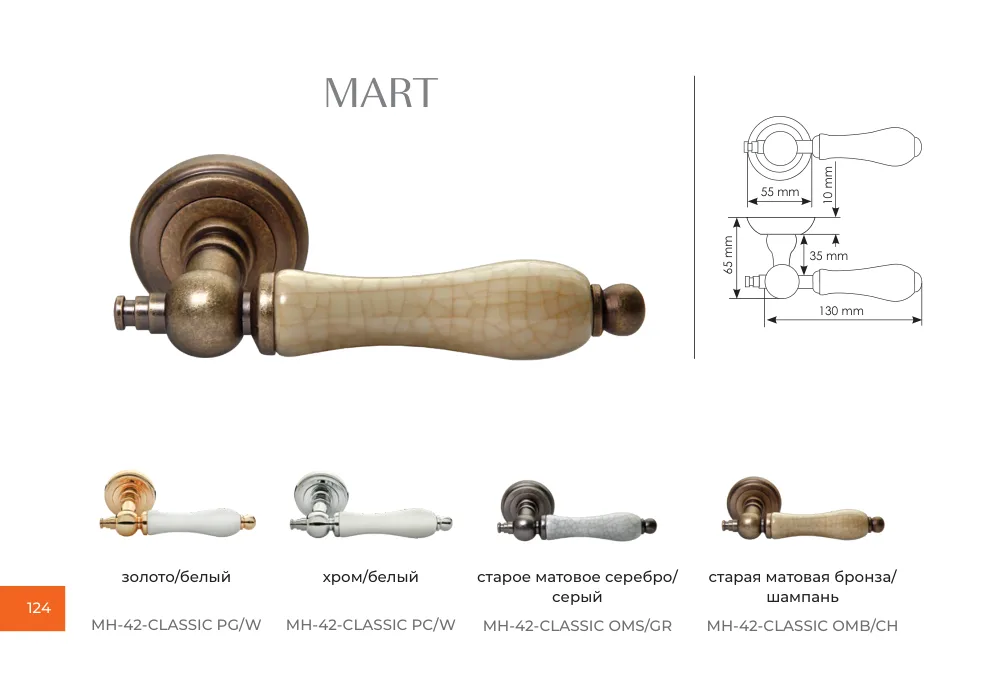 MART
55 mm
10 mm
65 mm
35 mm
130 mm
золото/белый
хром/белый
старое матовое серебро/
серый
старая матовая бронза/
шампань
124
MH-42-CLASSIC PG/W
MH-42-CLASSIC PC/W
MH-42-CLASSIC OMS/GR
MH-42-CLASSIC OMB/CH